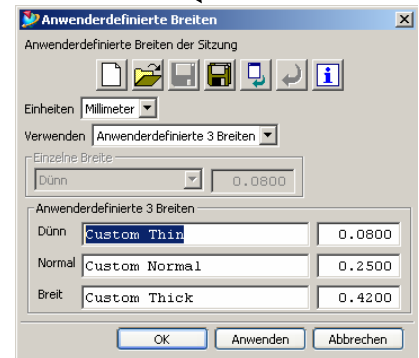 Anwenderdefinierte Breiten
Anwenderdefinierte Breiten der Sitzung
Einheiten Millimeter
Verwenden Anwenderdefinierte 3 Breiten
Einzelne Breite
Dünn 0.0800
Anwenderdefinierte 3 Breiten
Dünn Custom Thin 0.0800
Normal Custom Normal 0.2500
Breit Custom Thick 0.4200
OK Anwenden Abbrechen